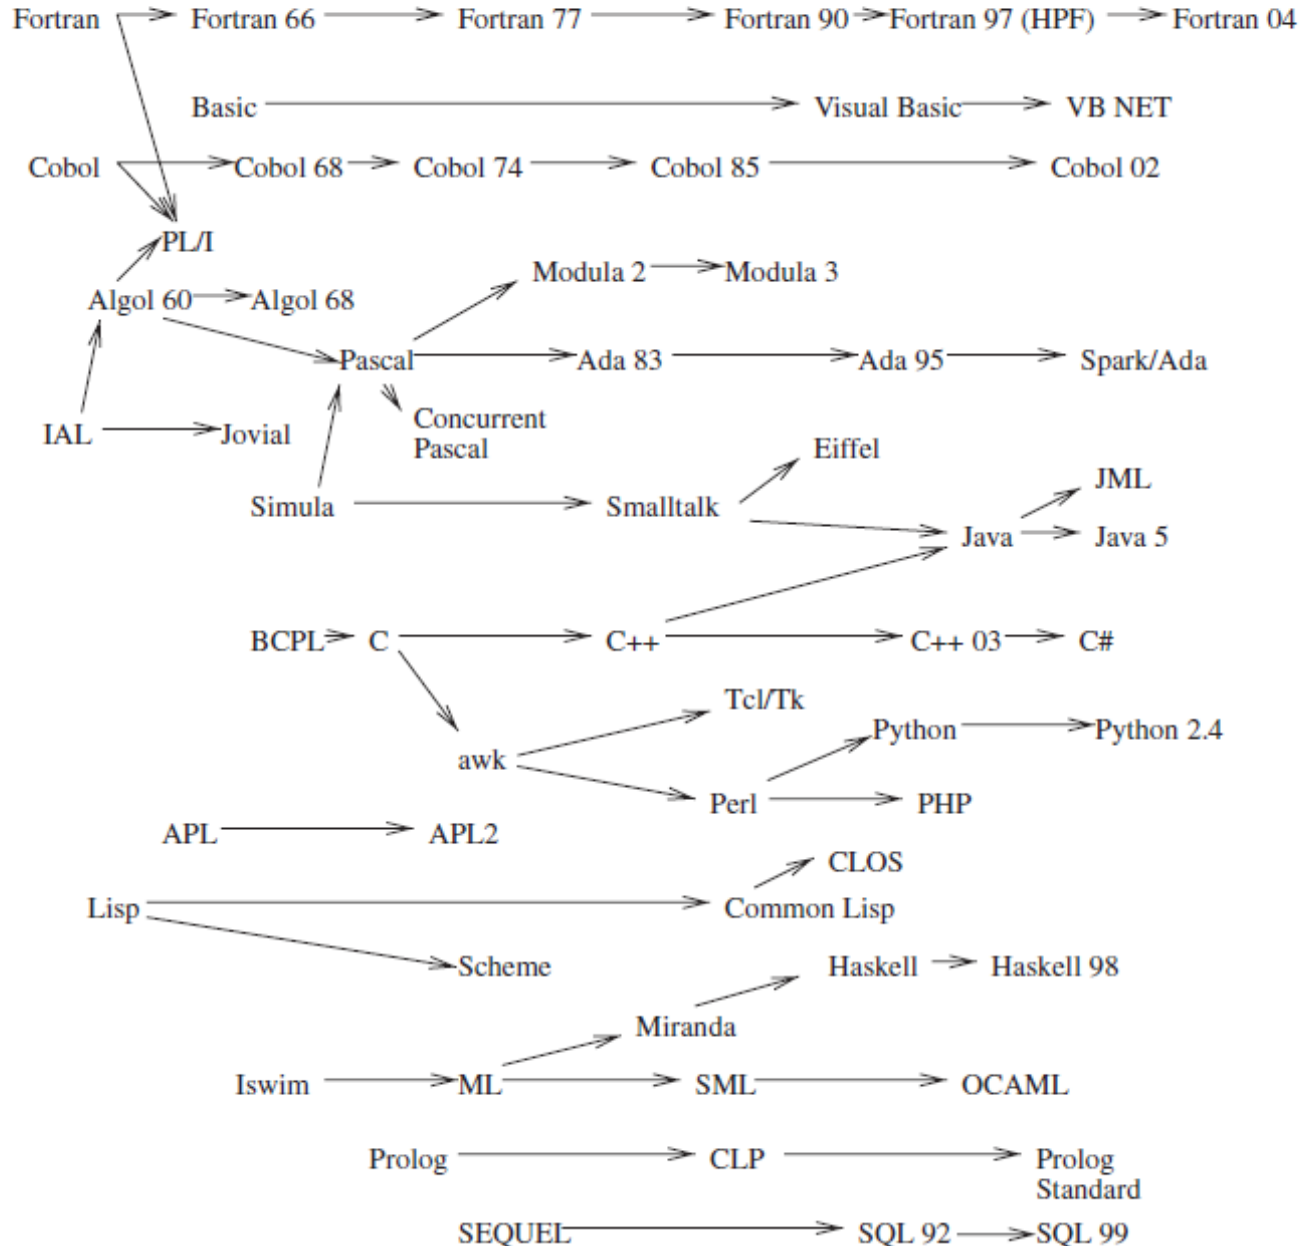 Fortran Fortran 66 Fortran 77 Fortran 90 Fortran 97 (HPF) Fortran 04
Basic Visual Basic VB NET
Cobol Cobol 68 Cobol 74 Cobol 85 Cobol 02
PL/I
Modula 2 Modula 3
Algol 60 Algol 68
Pascal Ada 83 Ada 95 Spark/Ada
Concurrent
Pascal
IAL Jovial
Eiffel
JML
Simula Smalltalk
Java Java 5
BCPL C C++ C++ 03 C#
Tcl/Tk
Python Python 2.4
awk
Perl PHP
APL APL2
CLOS
Lisp Common Lisp
Scheme Haskell Haskell 98
Miranda
Iswim ML SML OCAML
Prolog CLP Prolog
Standard
SEQUEL SQL 92 SQL 99